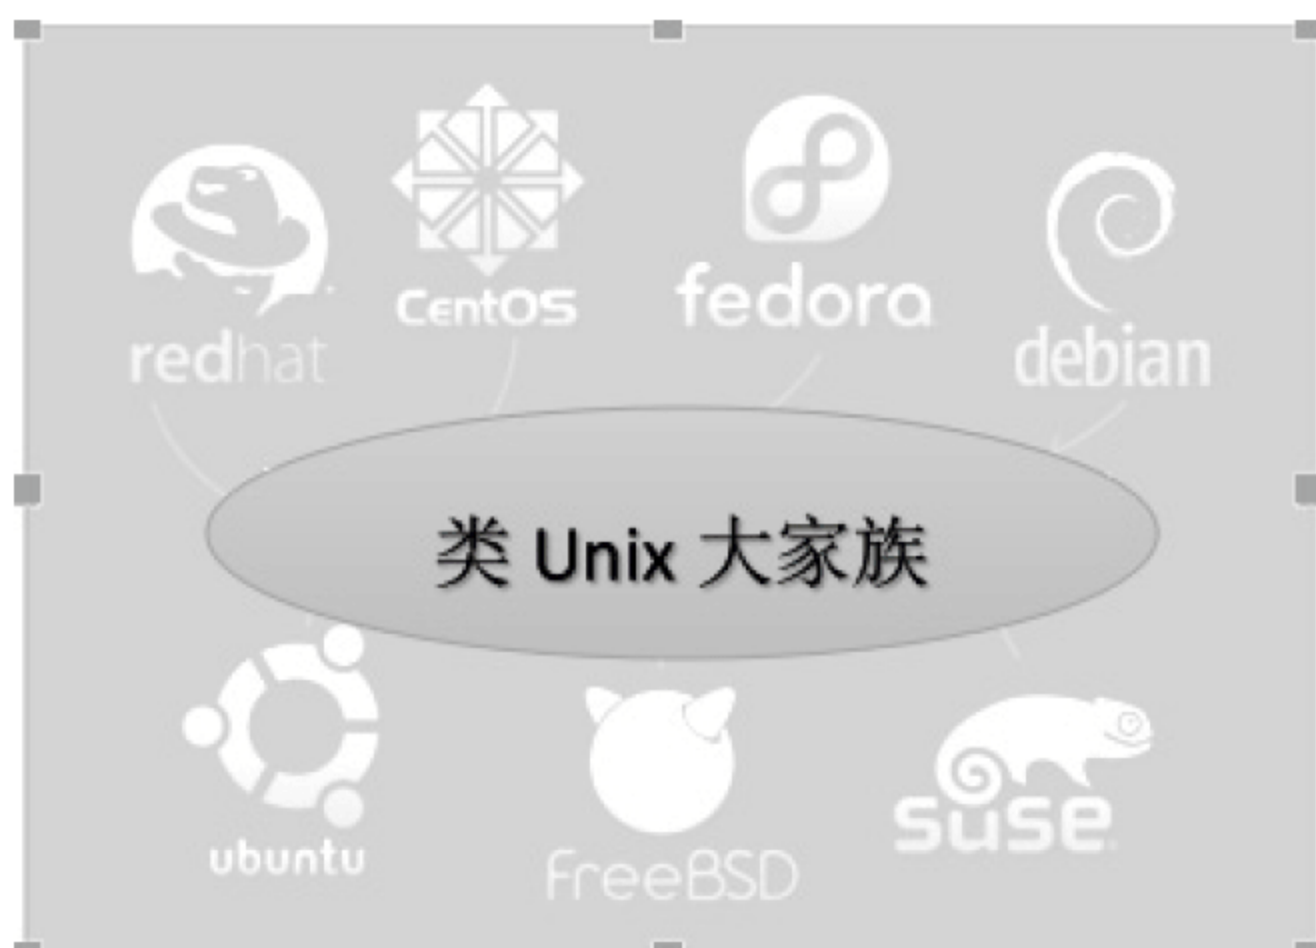 redhat
CentOS
fedora
debian
类 Unix 大家族
ubuntu
FreeBSD
suse